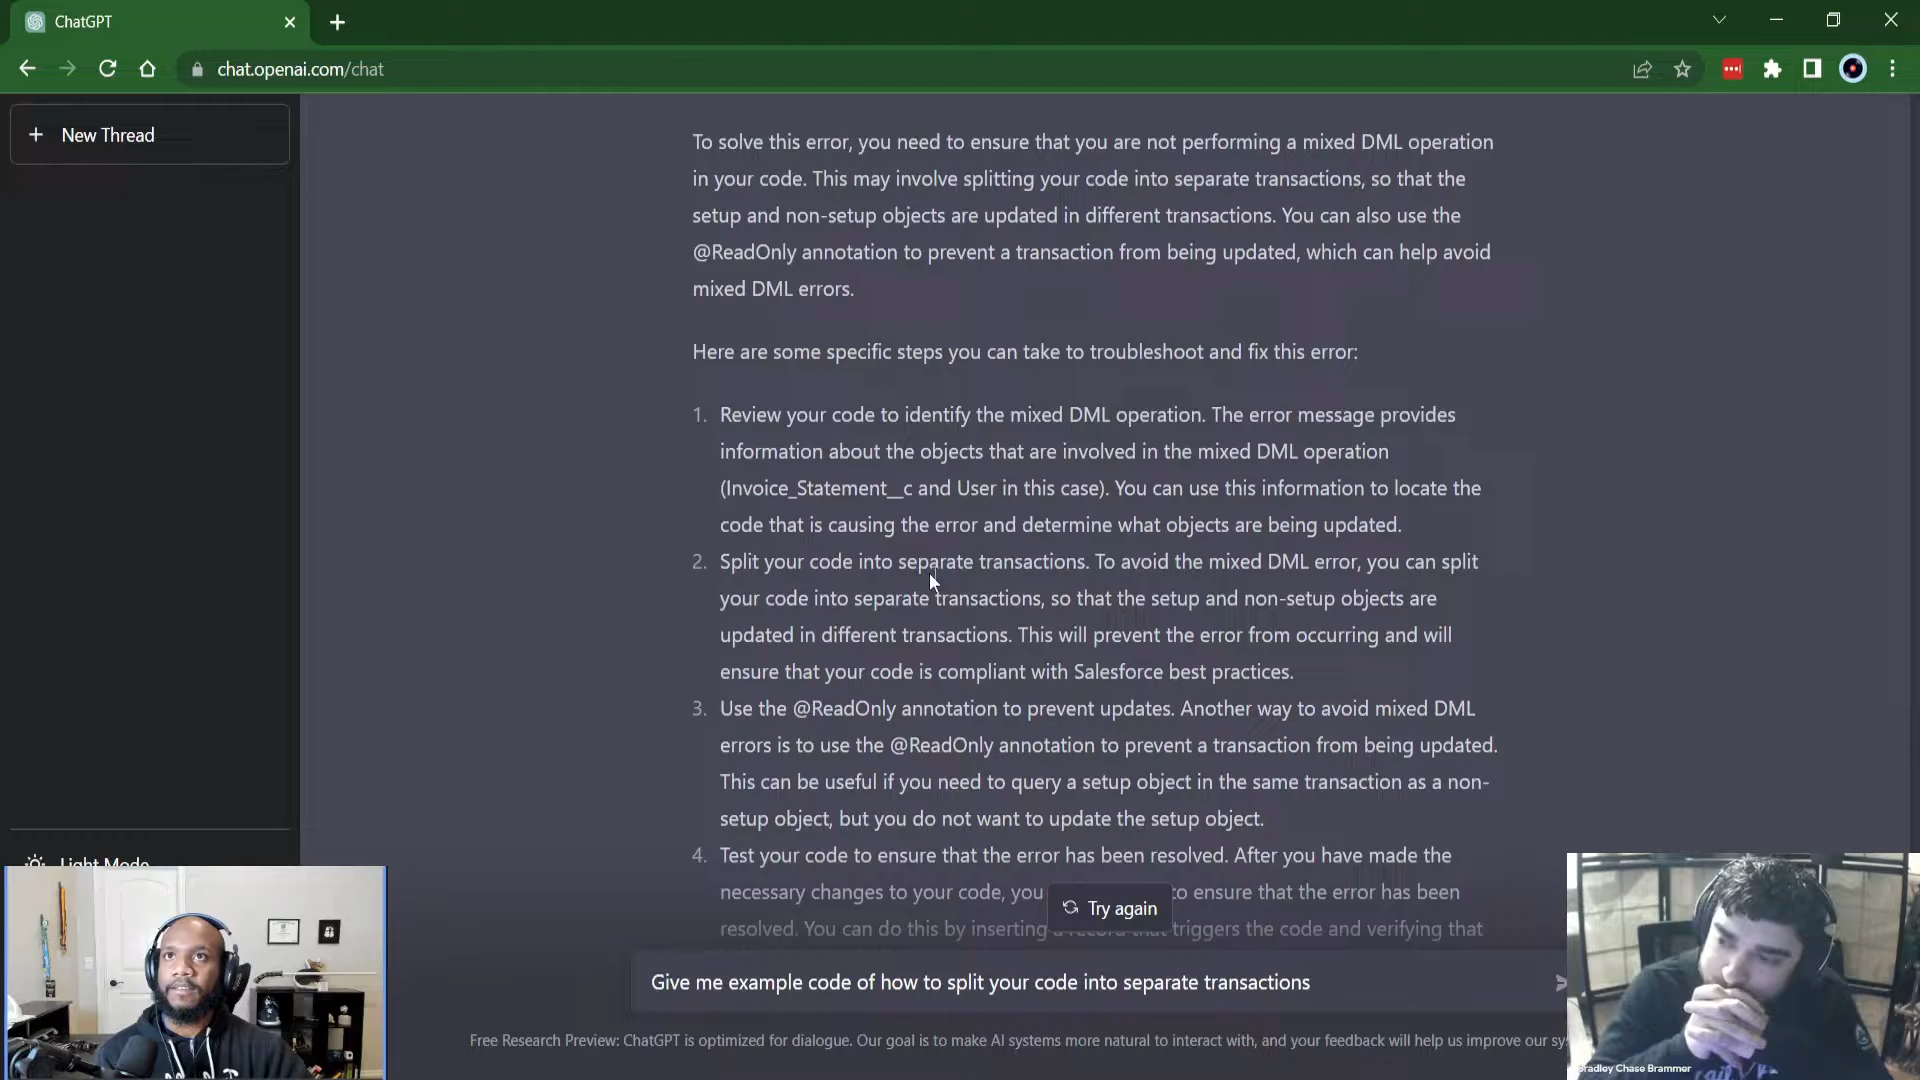 ChatGPT
chat.openai.com/chat
New Thread
To solve this error, you need to ensure that you are not performing a mixed DML operation
in your code. This may involve splitting your code into separate transactions, so that the
setup and non-setup objects are updated in different transactions. You can also use the
@ReadOnly annotation to prevent a transaction from being updated, which can help avoid
mixed DML errors.
Here are some specific steps you can take to troubleshoot and fix this error:
1. Review your code to identify the mixed DML operation. The error message provides
information about the objects that are involved in the mixed DML operation
(Invoice_Statement__c and User in this case). You can use this information to locate the
code that is causing the error and determine what objects are being updated.
2. Split your code into separate transactions. To avoid the mixed DML error, you can split
your code into separate transactions, so that the setup and non-setup objects are
updated in different transactions. This will prevent the error from occurring and will
ensure that your code is compliant with Salesforce best practices.
3. Use the @ReadOnly annotation to prevent updates. Another way to avoid mixed DML
errors is to use the @ReadOnly annotation to prevent a transaction from being updated.
This can be useful if you need to query a setup object in the same transaction as a non-
setup object, but you do not want to update the setup object.
4. Test your code to ensure that the error has been resolved. After you have made the
necessary changes to your code, you to ensure that the error has been
resolved. You can do this by inserting a record that triggers the code and verifying that
Try again
Light Mode
Give me example code of how to split your code into separate transactions
Free Research Preview: ChatGPT is optimized for dialogue. Our goal is to make AI systems more natural to interact with, and your feedback will help us improve our sy
Bradley Chase Brammer